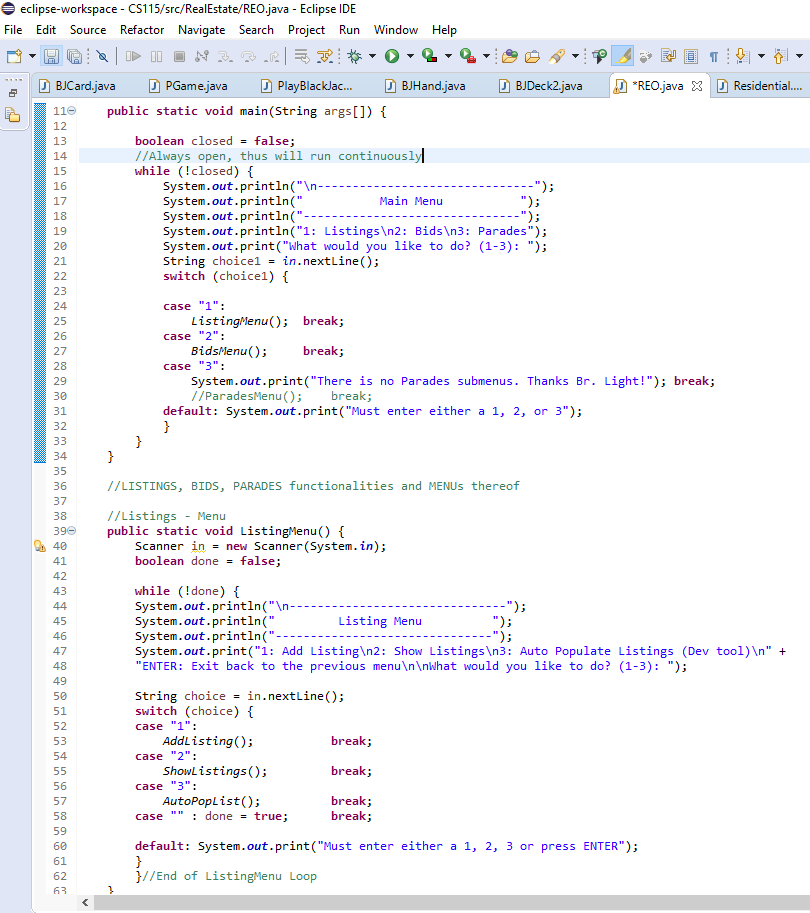 eclipse-workspace - CS115/src/RealEstate/REO.java - Eclipse IDE
File Edit Source Refactor Navigate Search Project Run Window Help
BJCard.java PGame.java PlayBlackJac... BJHand.java BJDeck2.java *REO.java Residential....
11 public static void main(String args[]) {
12
13 boolean closed = false;
14 //Always open, thus will run continuously
15 while (!closed) {
16 System.out.println("\n-------------------------------");
17 System.out.println("           Main Menu           ");
18 System.out.println("-------------------------------");
19 System.out.println("1: Listings\n2: Bids\n3: Parades");
20 System.out.print("What would you like to do? (1-3): ");
21 String choice1 = in.nextLine();
22 switch (choice1) {
23
24 case "1":
25 ListingMenu();  break;
26 case "2":
27 BidsMenu();     break;
28 case "3":
29 System.out.print("There is no Parades submenus. Thanks Br. Light!"); break;
30 //ParadesMenu();    break;
31 default: System.out.print("Must enter either a 1, 2, or 3");
32 }
33 }
34 }
35
36 //LISTINGS, BIDS, PARADES functionalities and MENUs thereof
37
38 //Listings - Menu
39 public static void ListingMenu() {
40 Scanner in = new Scanner(System.in);
41 boolean done = false;
42
43 while (!done) {
44 System.out.println("\n-------------------------------");
45 System.out.println("         Listing Menu          ");
46 System.out.println("-------------------------------");
47 System.out.print("1: Add Listing\n2: Show Listings\n3: Auto Populate Listings (Dev tool)\n" +
48 "ENTER: Exit back to the previous menu\n\nWhat would you like to do? (1-3): ");
49
50 String choice = in.nextLine();
51 switch (choice) {
52 case "1":
53 AddListing();           break;
54 case "2":
55 ShowListings();         break;
56 case "3":
57 AutoPopList();          break;
58 case "" : done = true;      break;
59
60 default: System.out.print("Must enter either a 1, 2, 3 or press ENTER");
61 }
62 }//End of ListingMenu Loop
63 }